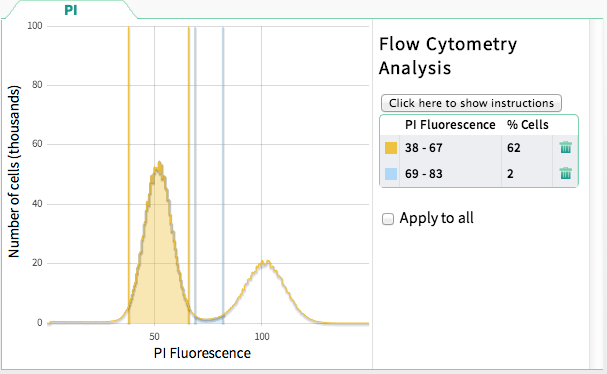 PI
100
80
60
40
20
0
Number of cells (thousands)
50
100
PI Fluorescence
Flow Cytometry
Analysis
Click here to show instructions
PI Fluorescence % Cells
38 - 67 62
69 - 83 2
Apply to all